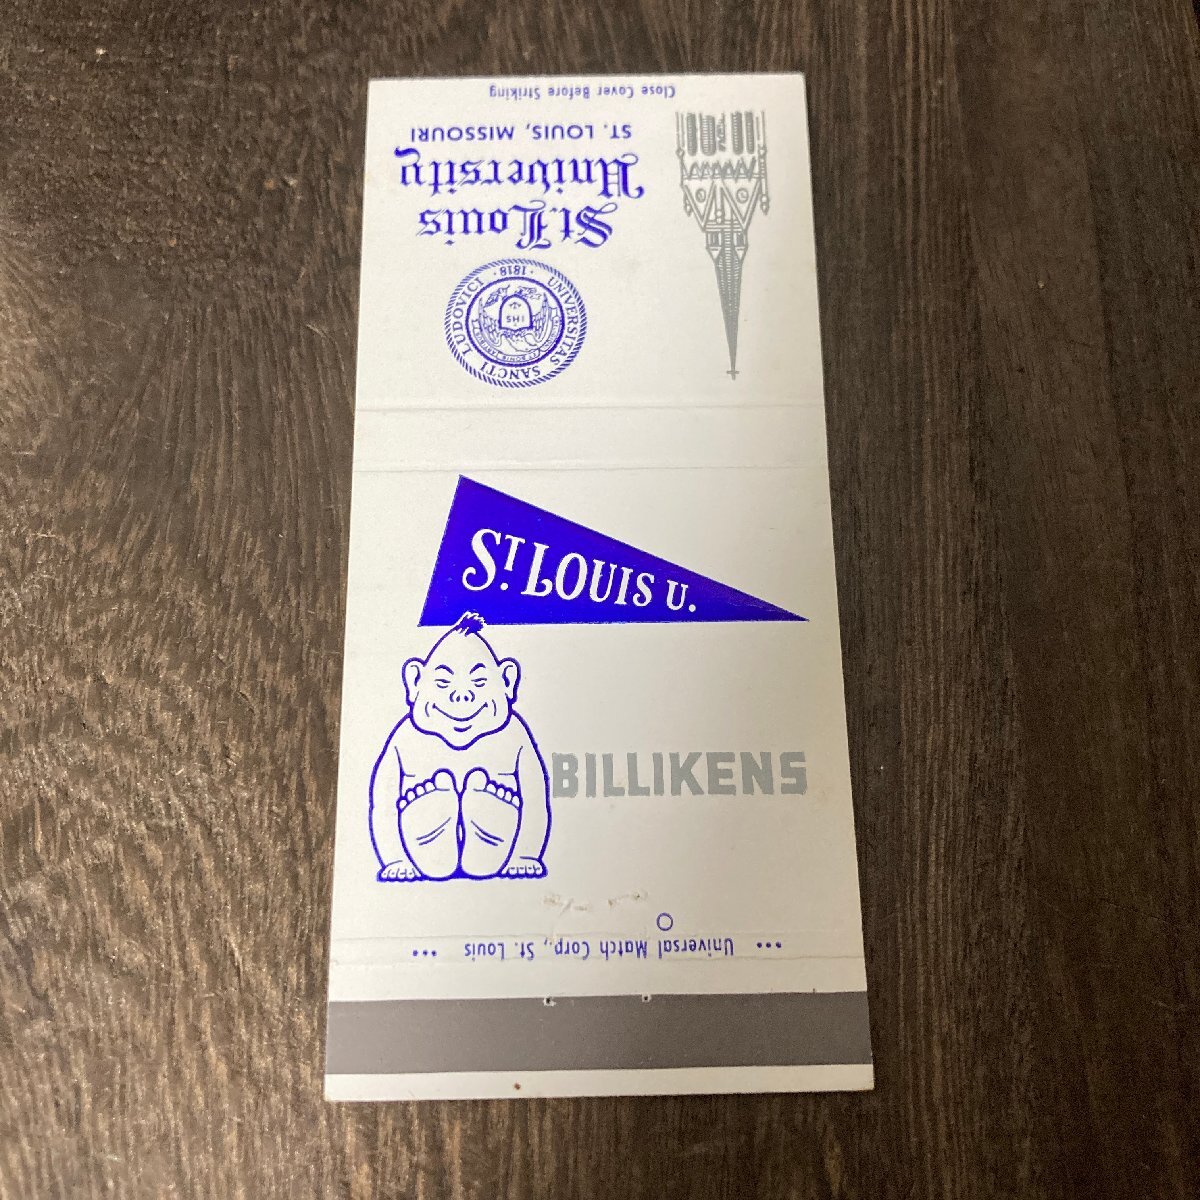 Close Cover Before Striking
St. Louis
University
ST. LOUIS, MISSOURI
UNIVERSITAS SANCTI LUDOVICI
· 1818 ·
IHS
ST. LOUIS U.
BILLIKENS
••• Universal Match Corp., St. Louis •••